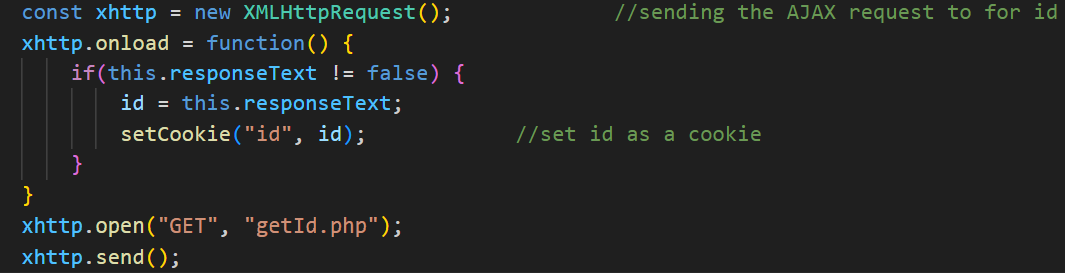 const xhttp = new XMLHttpRequest(); //sending the AJAX request to for id
xhttp.onload = function() {
if(this.responseText != false) {
id = this.responseText;
setCookie("id", id); //set id as a cookie
}
}
xhttp.open("GET", "getId.php");
xhttp.send();